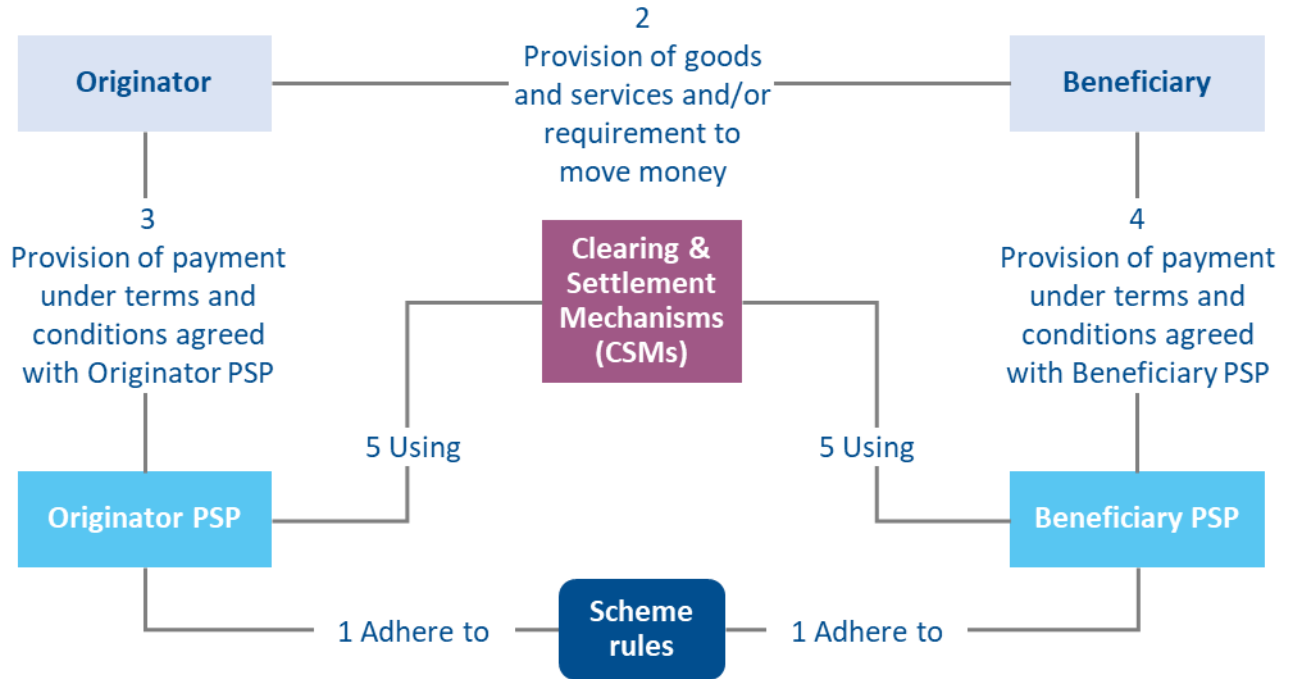 Originator
2
Provision of goods
and services and/or
requirement to
move money
Beneficiary
3
Provision of payment
under terms and
conditions agreed
with Originator PSP
Clearing &
Settlement
Mechanisms
(CSMs)
4
Provision of payment
under terms and
conditions agreed
with Beneficiary PSP
5 Using
5 Using
Originator PSP
Beneficiary PSP
1 Adhere to
Scheme
rules
1 Adhere to